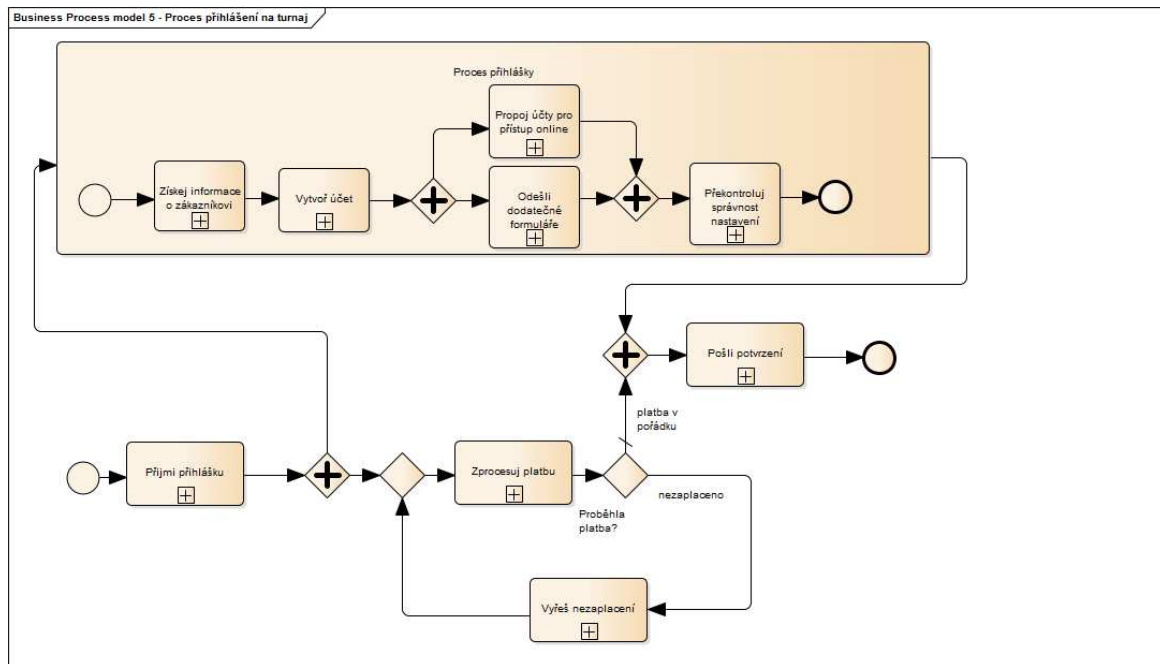 Business Process model 5 - Proces přihlášení na turnaj
Proces přihlášky
Propoj účty pro
přístup online
Získej informace
o zákazníkovi
Vytvoř účet
Odešli
dodatečné
formuláře
Překontroluj
správnost
nastavení
Pošli potvrzení
platba v
pořádku
Přijmi přihlášku
Zprocesuj platbu
nezaplaceno
Proběhla
platba?
Vyřeš nezaplacení